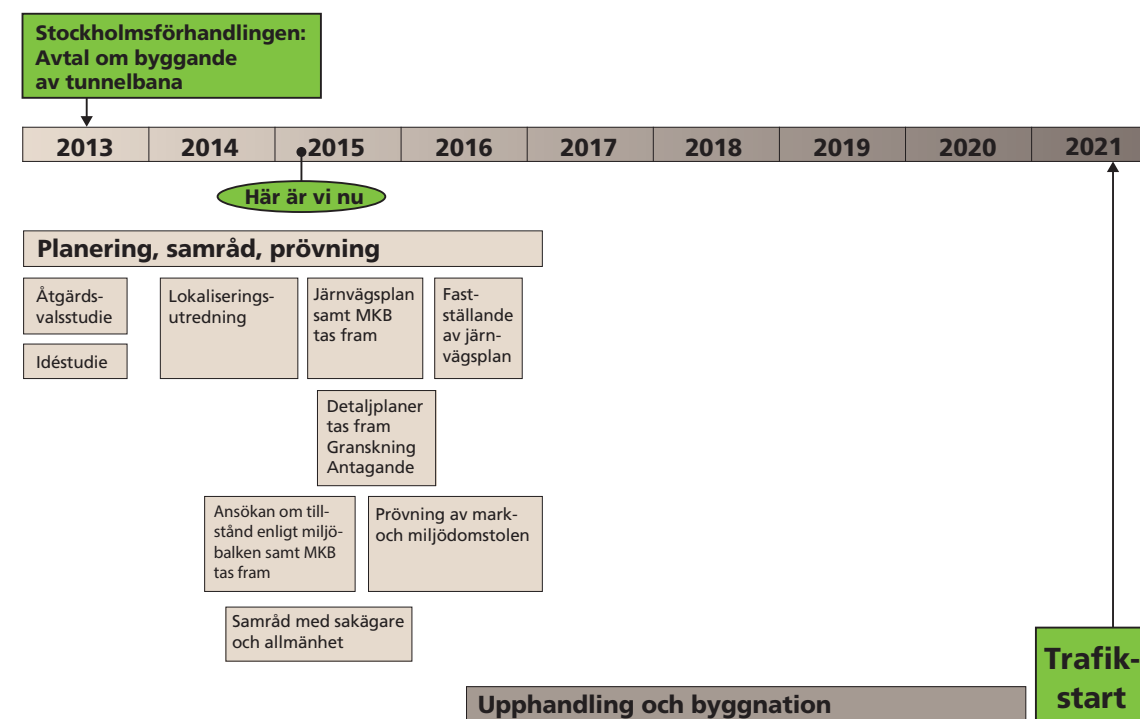 Stockholmsförhandlingen:
Avtal om byggande
av tunnelbana
2013 2014 2015 2016 2017 2018 2019 2020 2021
Här är vi nu
Planering, samråd, prövning
Åtgärds-
valsstudie
Idéstudie
Lokaliserings-
utredning
Järnvägsplan
samt MKB
tas fram
Fast-
ställande
av järn-
vägsplan
Detaljplaner
tas fram
Granskning
Antagande
Ansökan om till-
stånd enligt miljö-
balken samt MKB
tas fram
Prövning av mark-
och miljödomstolen
Samråd med sakägare
och allmänhet
Upphandling och byggnation
Trafik-
start